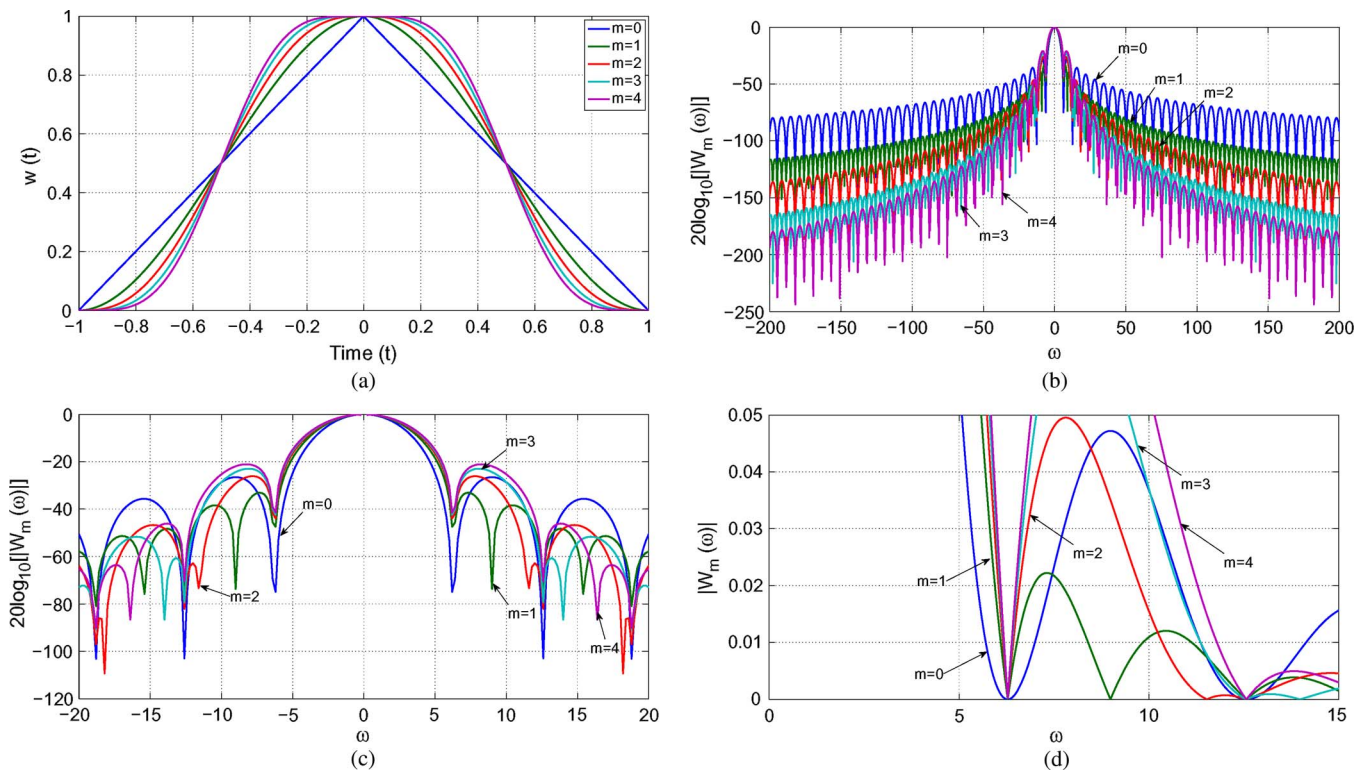 1
0.8
0.6
0.4
0.2
0
w (t)
−1 −0.8 −0.6 −0.4 −0.2 0 0.2 0.4 0.6 0.8 1
Time (t)
m=0
m=1
m=2
m=3
m=4
(a)
0
−50
−100
−150
−200
−250
20log10[|Wm(ω)|]
−200 −150 −100 −50 0 50 100 150 200
ω
m=0
m=1
m=2
m=3
m=4
(b)
0
−20
−40
−60
−80
−100
−120
20log10[|Wm(ω)|]
−20 −15 −10 −5 0 5 10 15 20
ω
m=3
m=0
m=2
m=1
m=4
(c)
0.05
0.04
0.03
0.02
0.01
0
|Wm(ω)|
0 5 10 15
ω
m=3
m=2
m=4
m=1
m=0
(d)